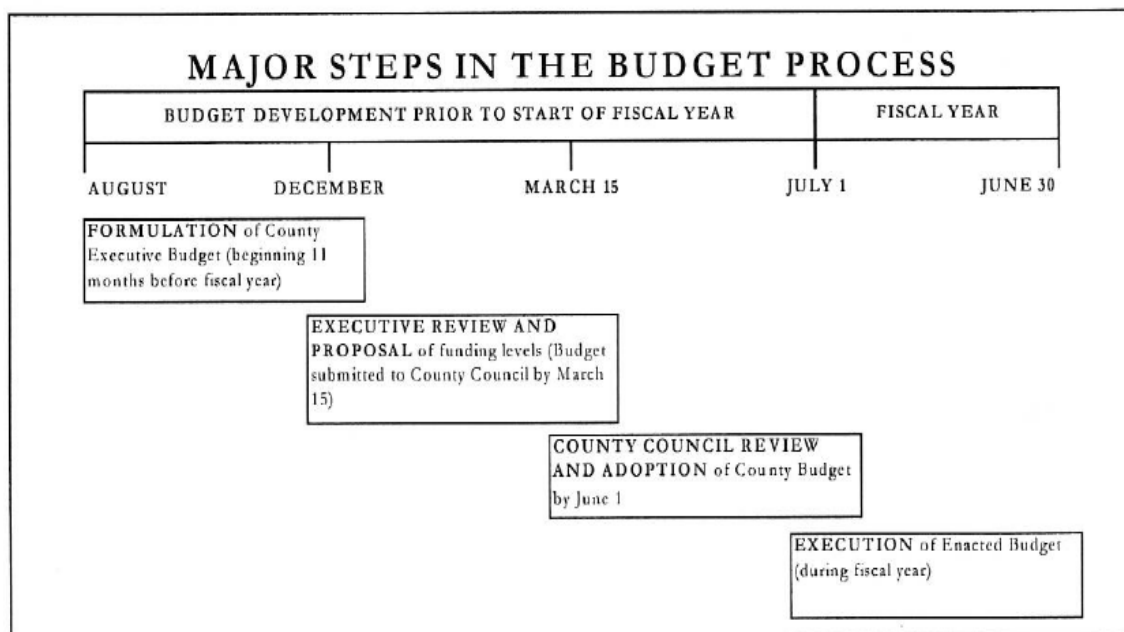 MAJOR STEPS IN THE BUDGET PROCESS
BUDGET DEVELOPMENT PRIOR TO START OF FISCAL YEAR
FISCAL YEAR
AUGUST
DECEMBER
MARCH 15
JULY 1
JUNE 30
FORMULATION of County
Executive Budget (beginning 11
months before fiscal year)
EXECUTIVE REVIEW AND
PROPOSAL of funding levels (Budget
submitted to County Council by March
15)
COUNTY COUNCIL REVIEW
AND ADOPTION of County Budget
by June 1
EXECUTION of Enacted Budget
(during fiscal year)